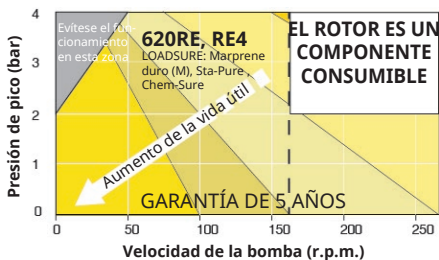 4
3
2
1
0
Presión de pico (bar)
Evítese el fun-
cionamiento
en esta zona
620RE, RE4
LOADSURE: Marprene
duro (M), Sta-Pure,
Chem-Sure
EL ROTOR ES UN
COMPONENTE
CONSUMIBLE
Aumento de la vida útil
GARANTÍA DE 5 AÑOS
0 50 100 150 200 250
Velocidad de la bomba (r.p.m.)